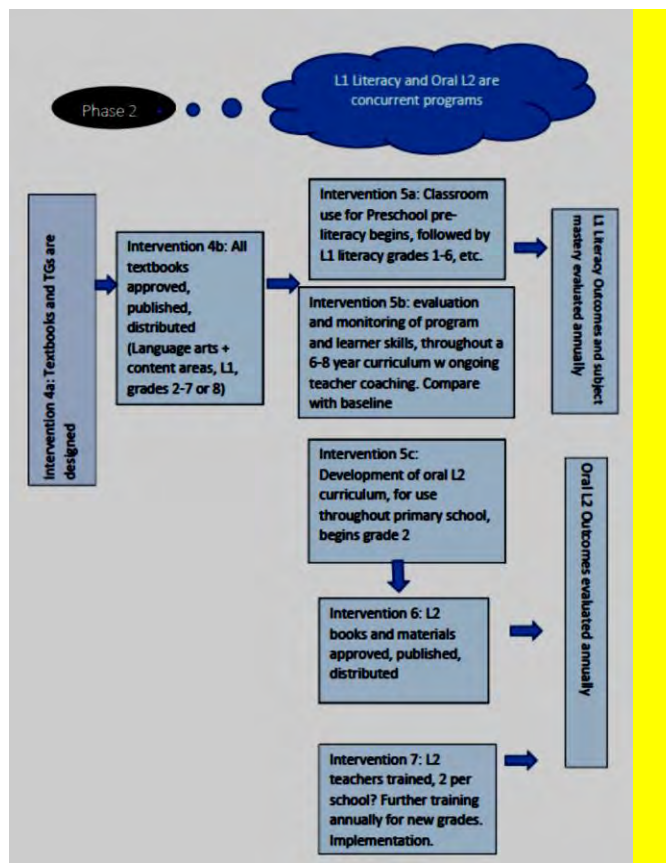 L1 Literacy and Oral L2 are
concurrent programs
Phase 2
Intervention 4a: Textbooks and TGs are
designed
Intervention 4b: All
textbooks
approved,
published,
distributed
(Language arts +
content areas, L1,
grades 2-7 or 8)
Intervention 5a: Classroom
use for Preschool pre-
literacy begins, followed by
L1 literacy grades 1-6, etc.
Intervention 5b: evaluation
and monitoring of program
and learner skills, throughout a
6-8 year curriculum w ongoing
teacher coaching. Compare
with baseline
L1 Literacy Outcomes and subject
mastery evaluated annually
Intervention 5c:
Development of oral L2
curriculum, for use
throughout primary school,
begins grade 2
Intervention 6: L2
books and materials
approved, published,
distributed
Oral L2 Outcomes evaluated annually
Intervention 7: L2
teachers trained, 2 per
school? Further training
annually for new grades.
Implementation.